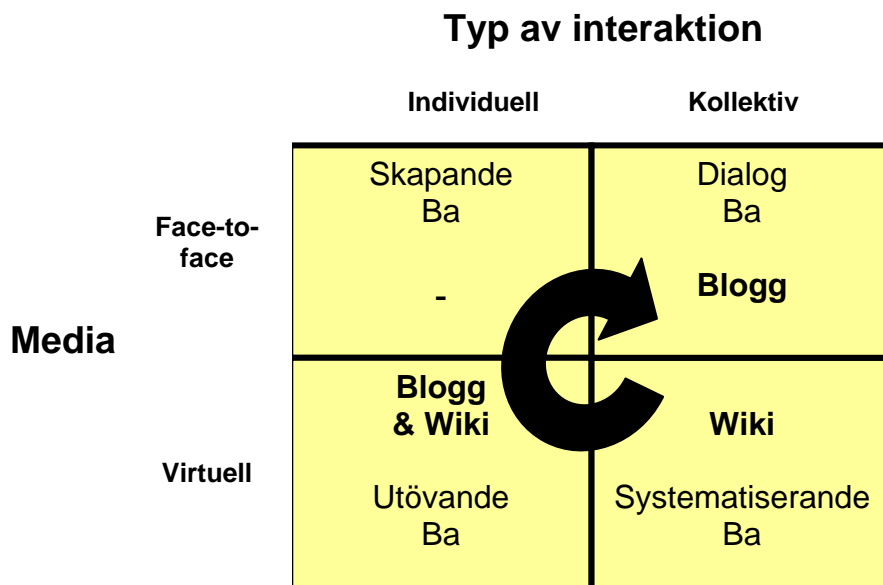 Typ av interaktion
Individuell
Kollektiv
Skapande
Ba
Dialog
Ba
Face-to-
face
-
Blogg
Media
Blogg
& Wiki
Wiki
Virtuell
Utövande
Ba
Systematiserande
Ba